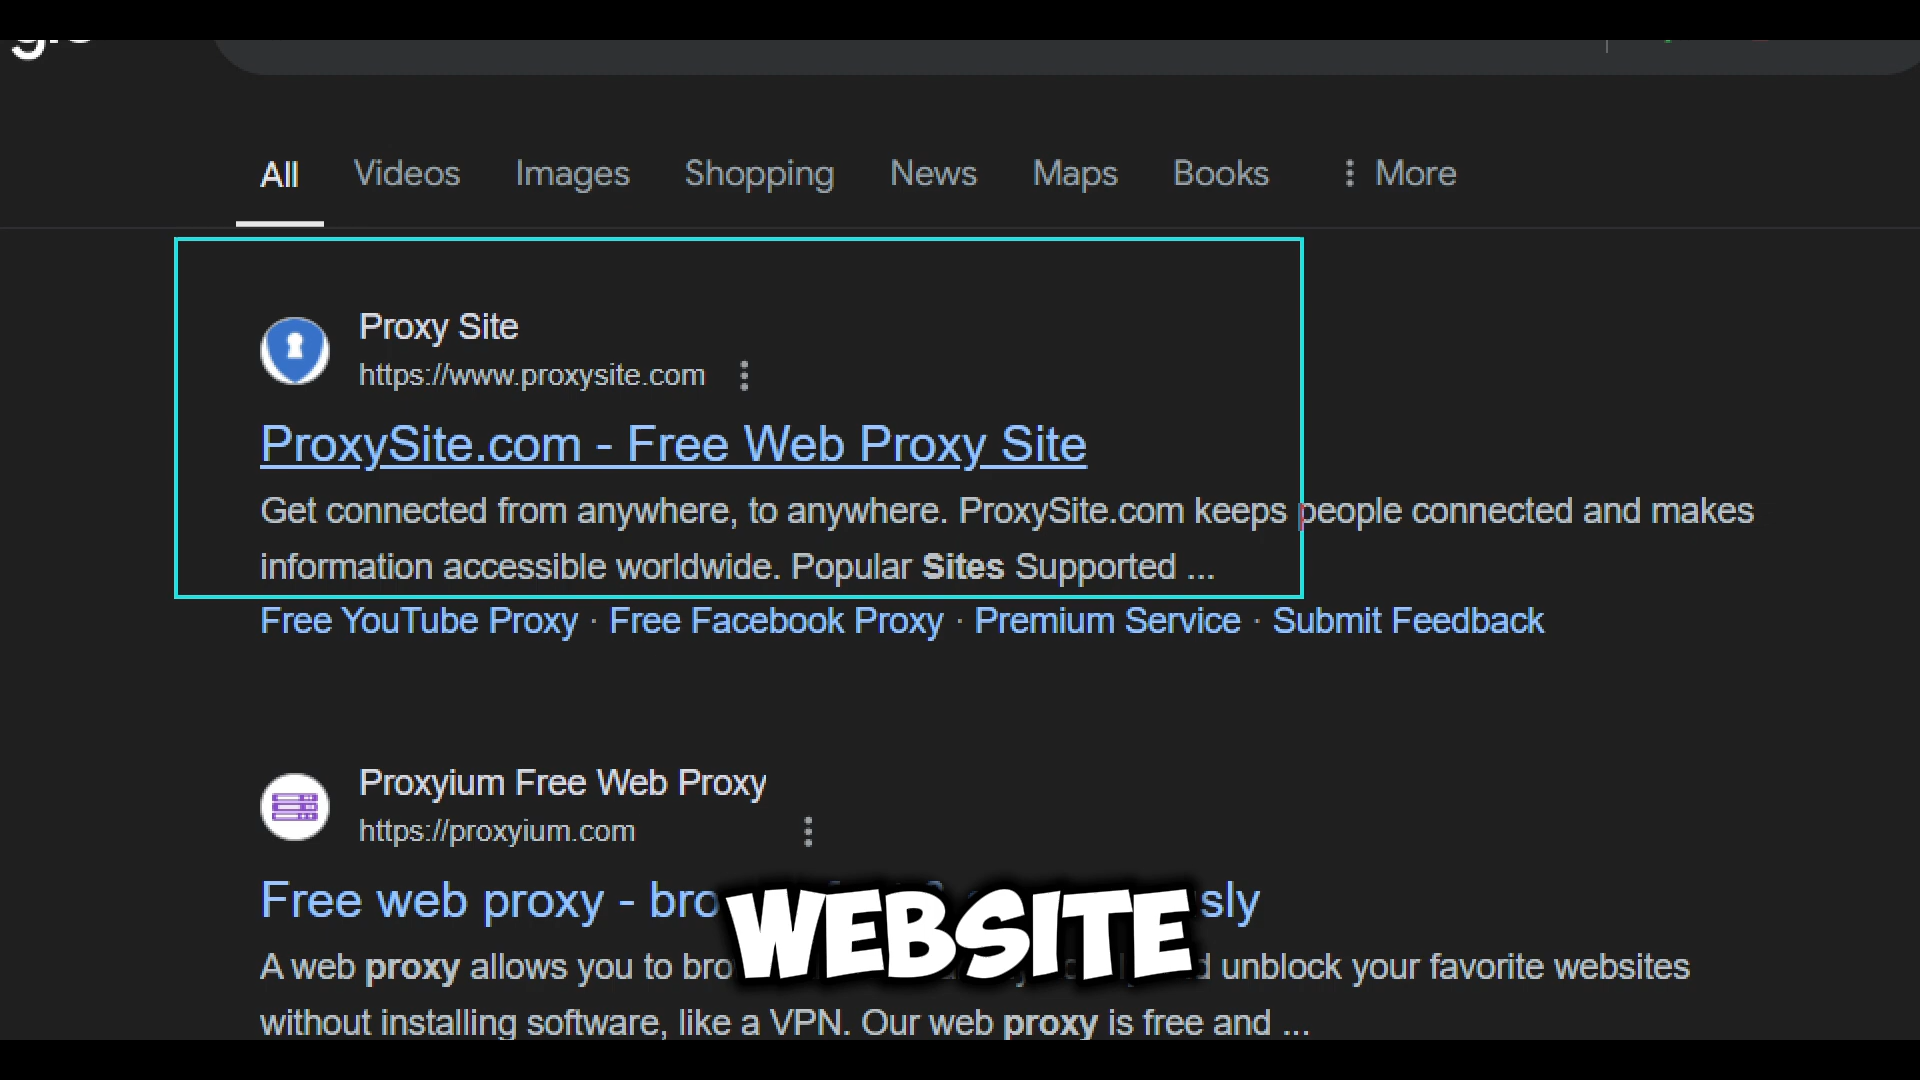 All Videos Images Shopping News Maps Books More
Proxy Site
https://www.proxysite.com
ProxySite.com - Free Web Proxy Site
Get connected from anywhere, to anywhere. ProxySite.com keeps people connected and makes
information accessible worldwide. Popular Sites Supported ...
Free YouTube Proxy · Free Facebook Proxy · Premium Service · Submit Feedback
Proxyium Free Web Proxy
https://proxyium.com
Free web proxy -
WEBSITE
A web proxy allows you to unblock your favorite websites
without installing software, like a VPN. Our web proxy is free and ...